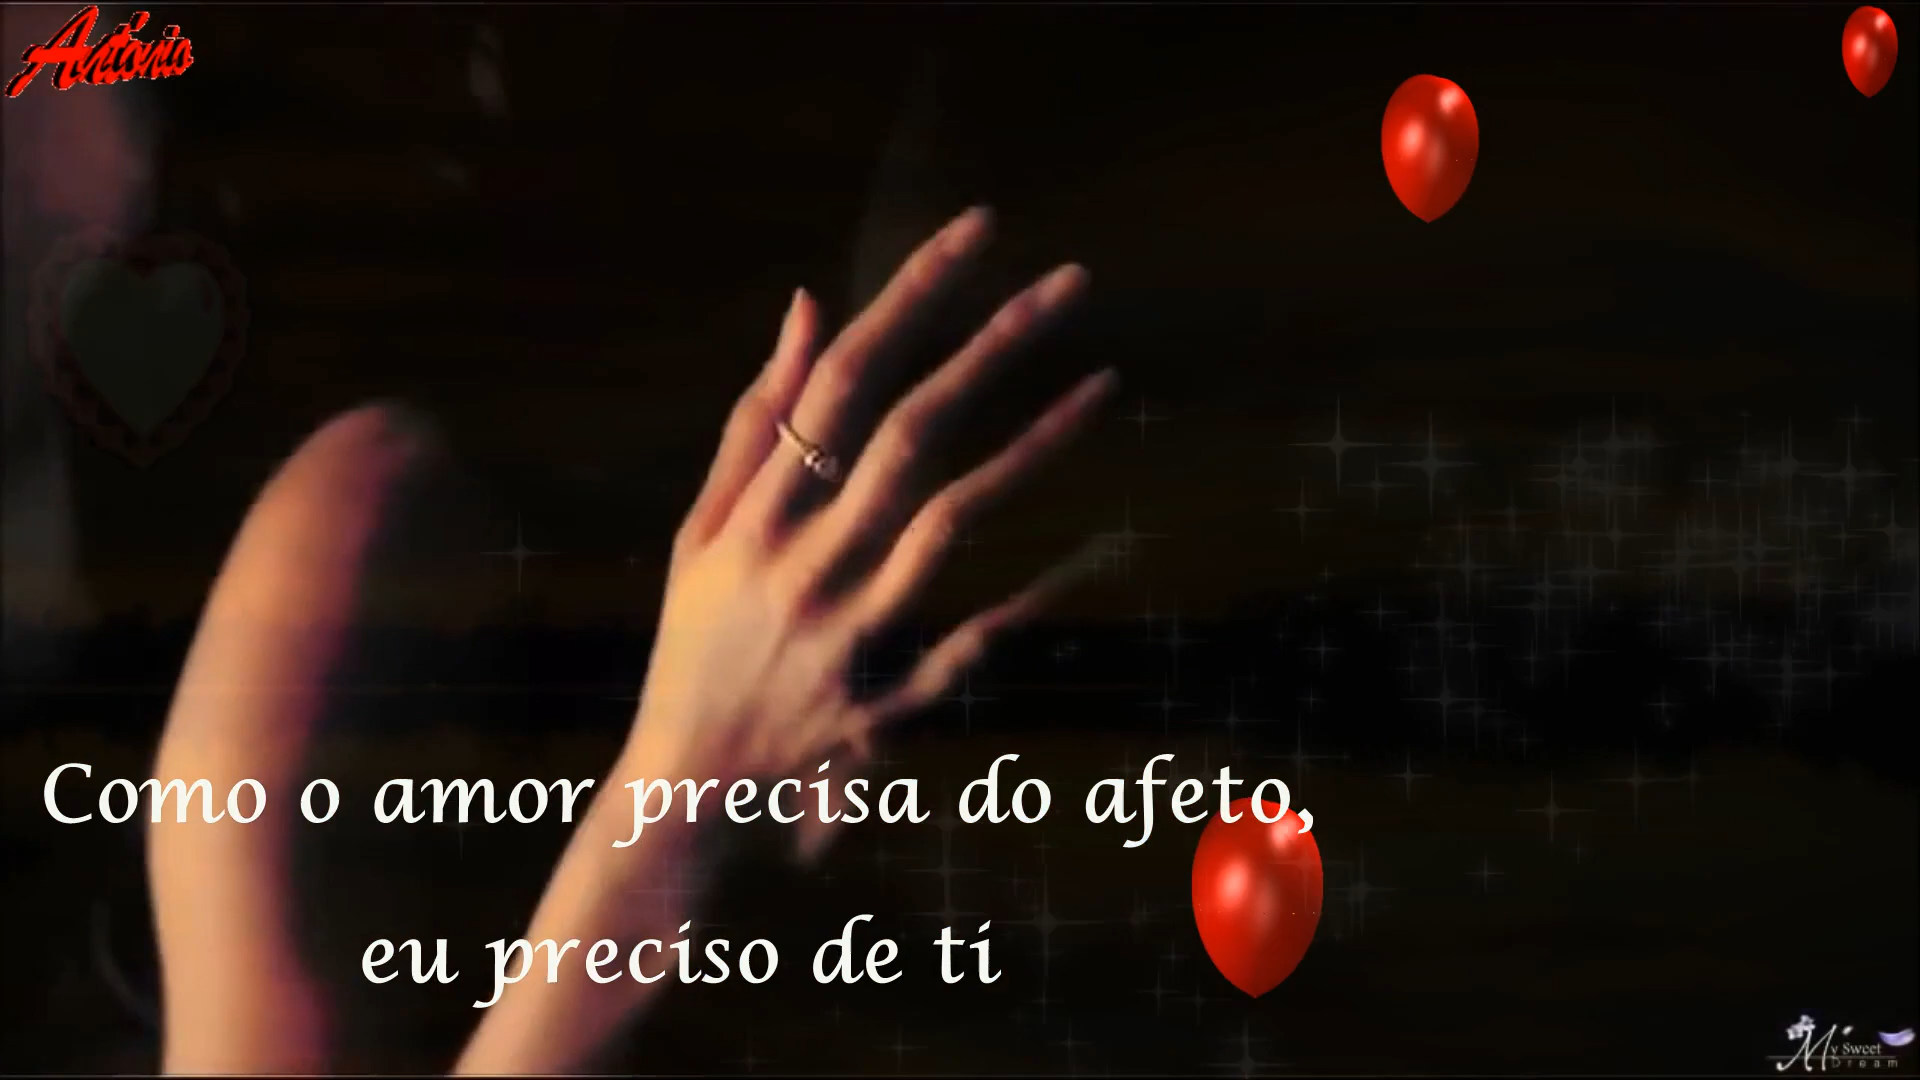 António
Como o amor precisa do afeto,
eu preciso de ti
My Sweet
Dream